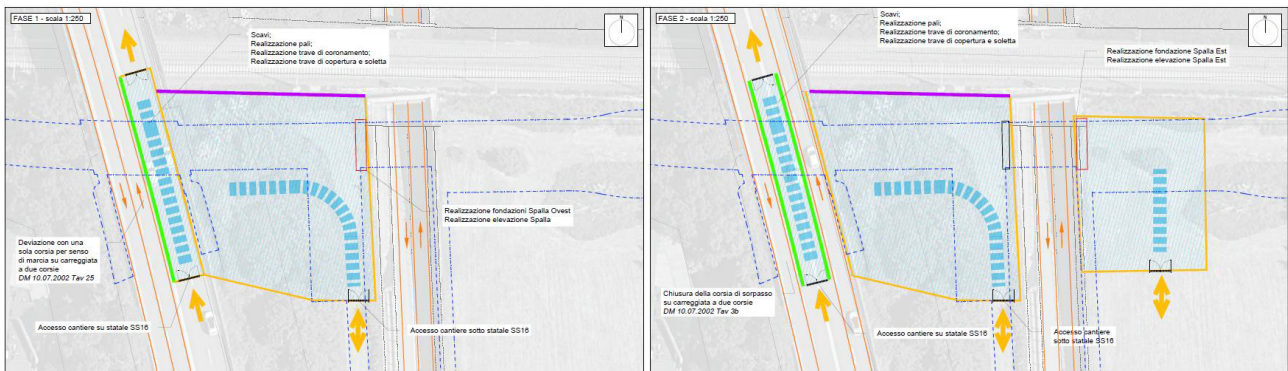 FASE 1 - scala 1:250
N
Scavi;
Realizzazione pali;
Realizzazione trave di coronamento;
Realizzazione trave di copertura e soletta
Realizzazione fondazioni Spalla Ovest
Realizzazione elevazione Spalla
Deviazione con una
sola corsia per senso
di marcia su carreggiata
a due corsie
DM 10.07.2002 Tav 25
Accesso cantiere su statale SS16
Accesso cantiere sotto statale SS16
FASE 2 - scala 1:250
N
Scavi;
Realizzazione pali;
Realizzazione trave di coronamento;
Realizzazione trave di copertura e soletta
Realizzazione fondazione Spalla Est
Realizzazione elevazione Spalla Est
Chiusura della corsia di sorpasso
su carreggiata a due corsie
DM 10.07.2002 Tav 3b
Accesso cantiere su statale SS16
Accesso cantiere
sotto statale SS16